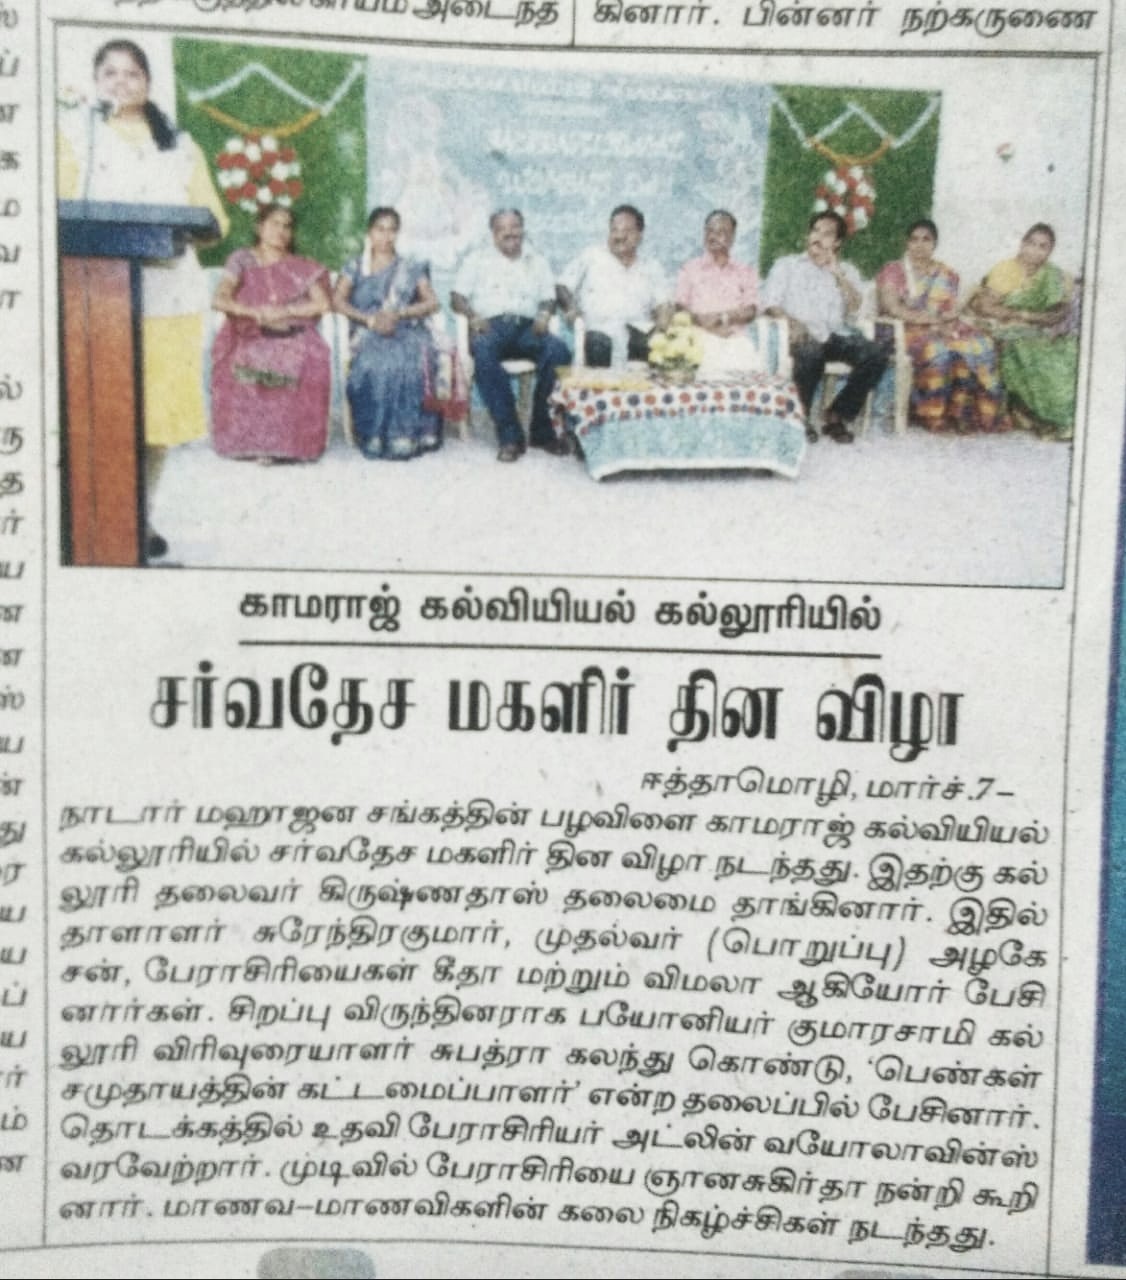 அடைந்த
கினார். பின்னர் நற்கருணை
காமராஜ் கல்வியியல் கல்லூரியில்
சர்வதேச மகளிர் தின விழா
ஈத்தாமொழி, மார்ச்.7–
நாடார் மஹாஜன சங்கத்தின் பழவிளை காமராஜ் கல்வியியல்
கல்லூரியில் சர்வதேச மகளிர் தின விழா நடந்தது. இதற்கு கல்
லூரி தலைவர் கிருஷ்ணதாஸ் தலைமை தாங்கினார். இதில்
தாளாளர் சுரேந்திரகுமார், முதல்வர் (பொறுப்பு) அழகே
சன், பேராசிரியைகள் கீதா மற்றும் விமலா ஆகியோர் பேசி
னார்கள். சிறப்பு விருந்தினராக பயோனியர் குமாரசாமி கல்
லூரி விரிவுரையாளர் சுபத்ரா கலந்து கொண்டு, ‘பெண்கள்
சமுதாயத்தின் கட்டமைப்பாளர்’ என்ற தலைப்பில் பேசினார்.
தொடக்கத்தில் உதவி பேராசிரியர் அட்லின் வயோலாவின்ஸ்
வரவேற்றார். முடிவில் பேராசிரியை ஞானசுகிர்தா நன்றி கூறி
னார். மாணவ–மாணவிகளின் கலை நிகழ்ச்சிகள் நடந்தது.